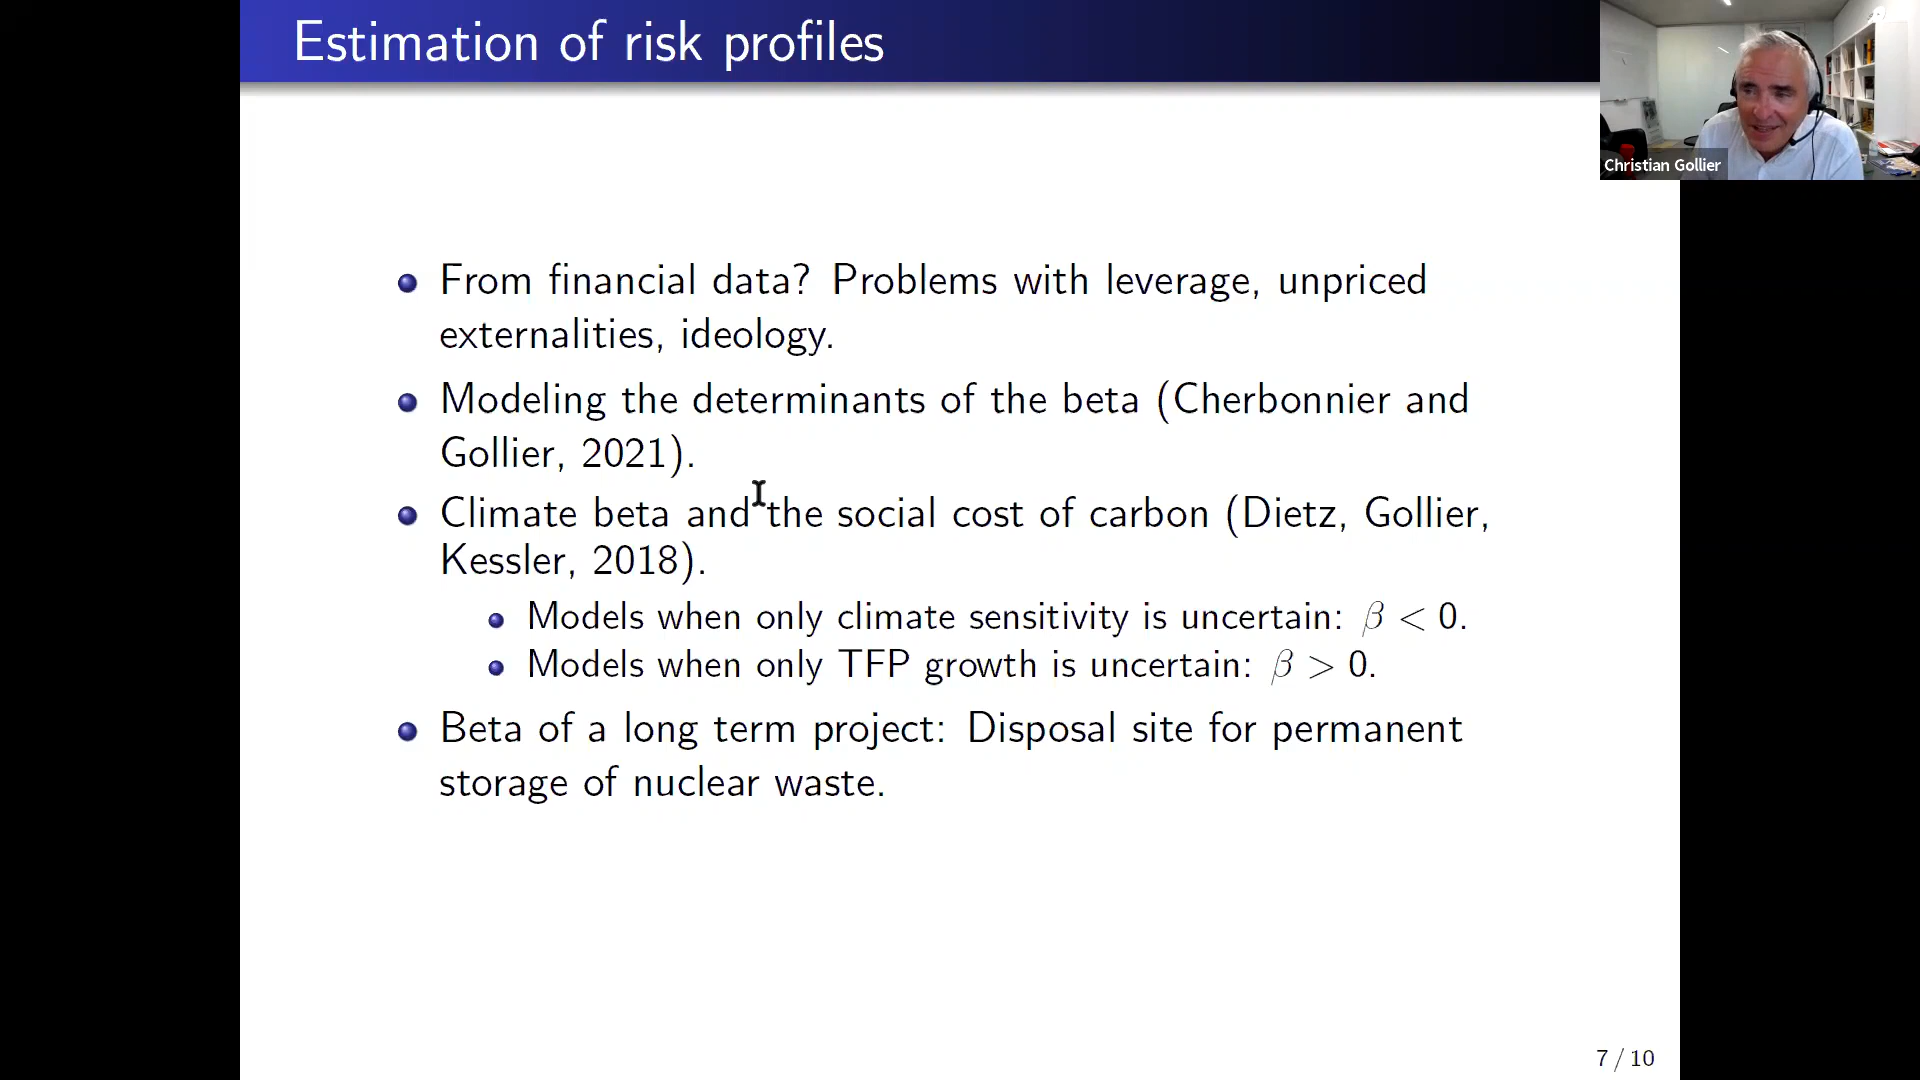 Estimation of risk profiles
Christian Gollier
From financial data? Problems with leverage, unpriced
externalities, ideology.
Modeling the determinants of the beta (Cherbonnier and
Gollier, 2021).
Climate beta and the social cost of carbon (Dietz, Gollier,
Kessler, 2018).
Models when only climate sensitivity is uncertain: β < 0.
Models when only TFP growth is uncertain: β > 0.
Beta of a long term project: Disposal site for permanent
storage of nuclear waste.
7 / 10